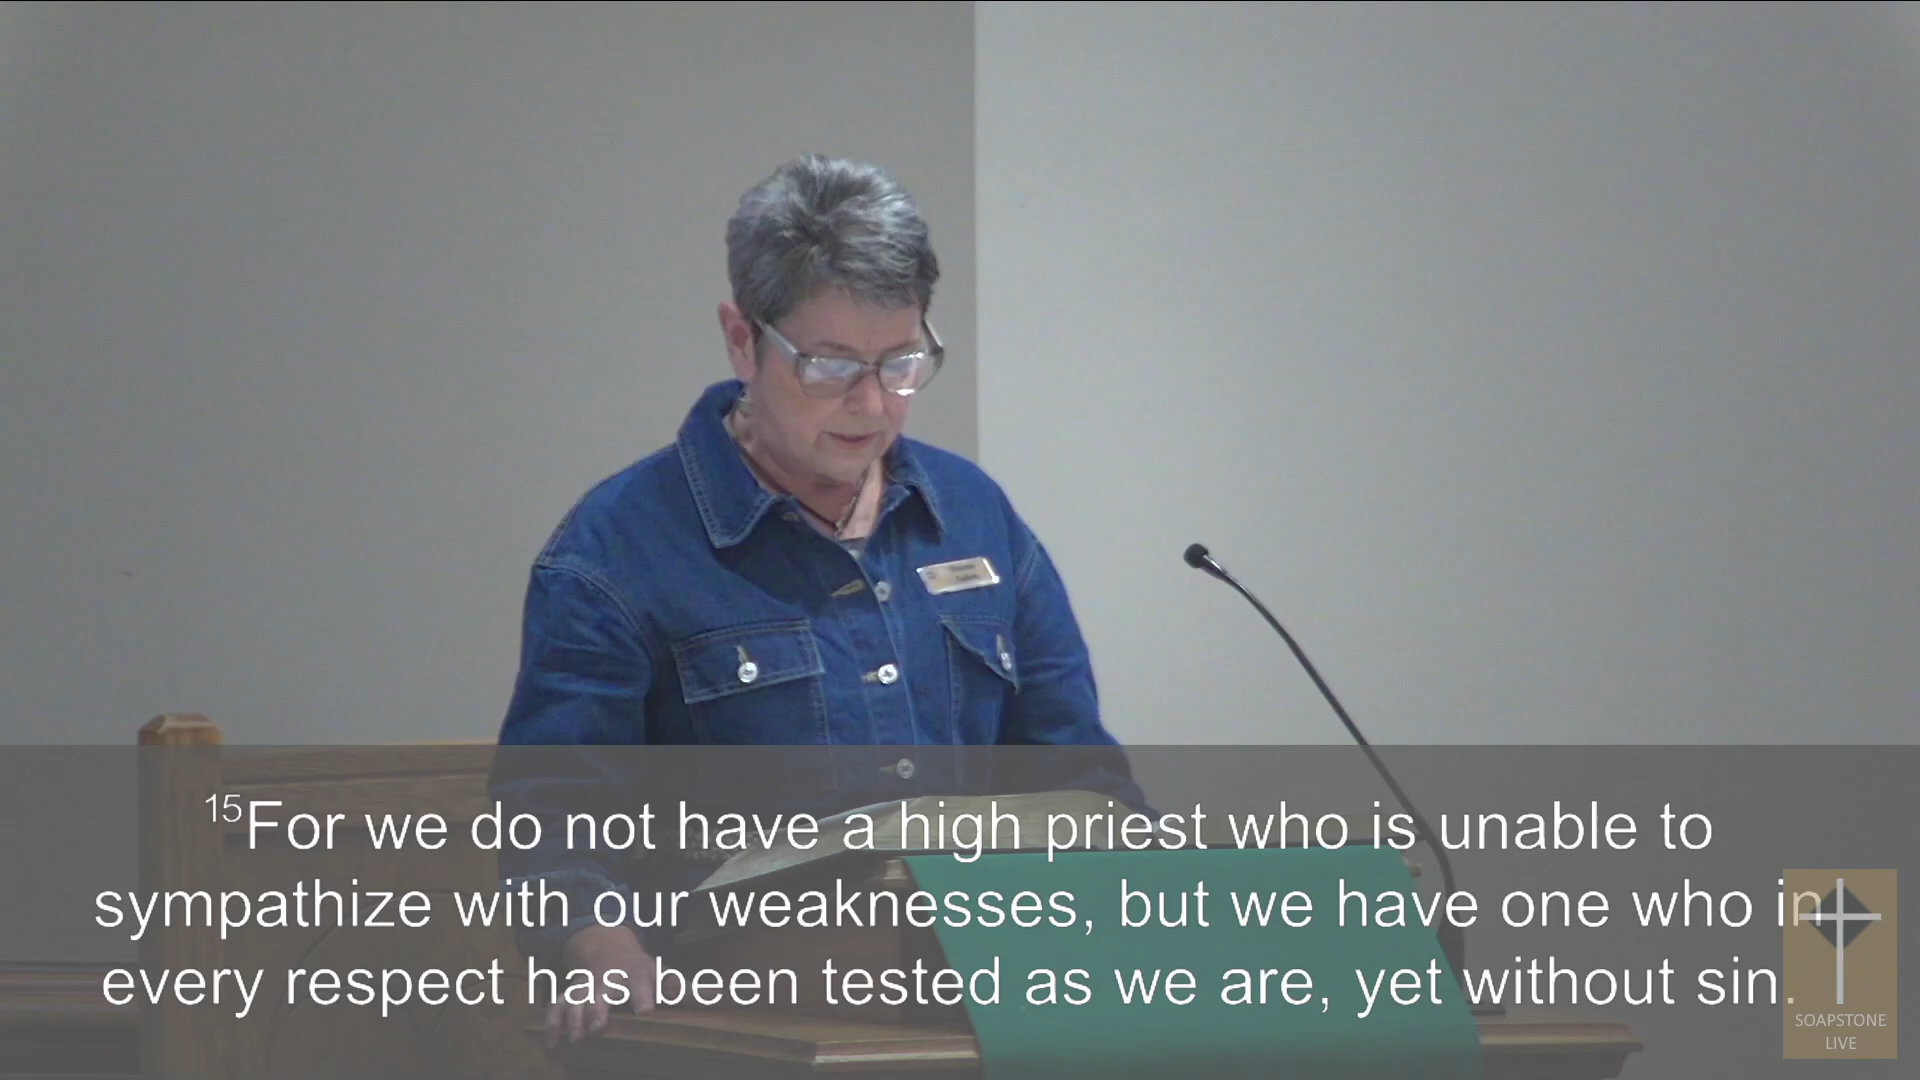 ¹⁵For we do not have a high priest who is unable to
sympathize with our weaknesses, but we have one who in
every respect has been tested as we are, yet without sin.
SOAPSTONE
LIVE